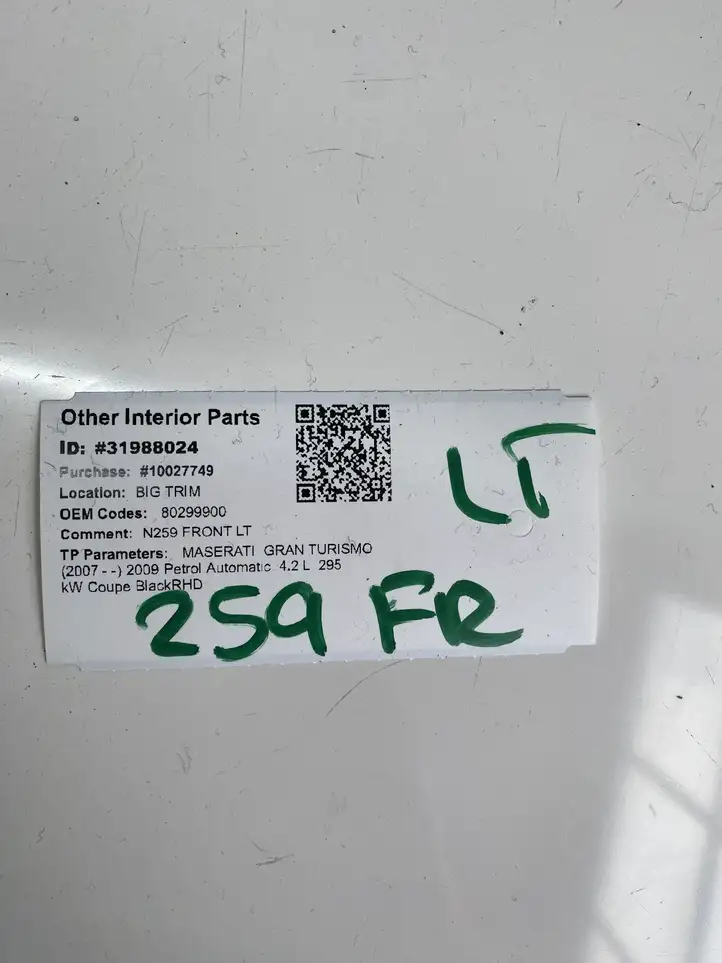 Other Interior Parts
ID: #31988024
Purchase: #10027749
Location: BIG TRIM
OEM Codes: 80299900
Comment: N259 FRONT LT
TP Parameters: MASERATI GRAN TURISMO
(2007 - -) 2009 Petrol Automatic 4.2 L 295
kW Coupe BlackRHD
LT
259 FR